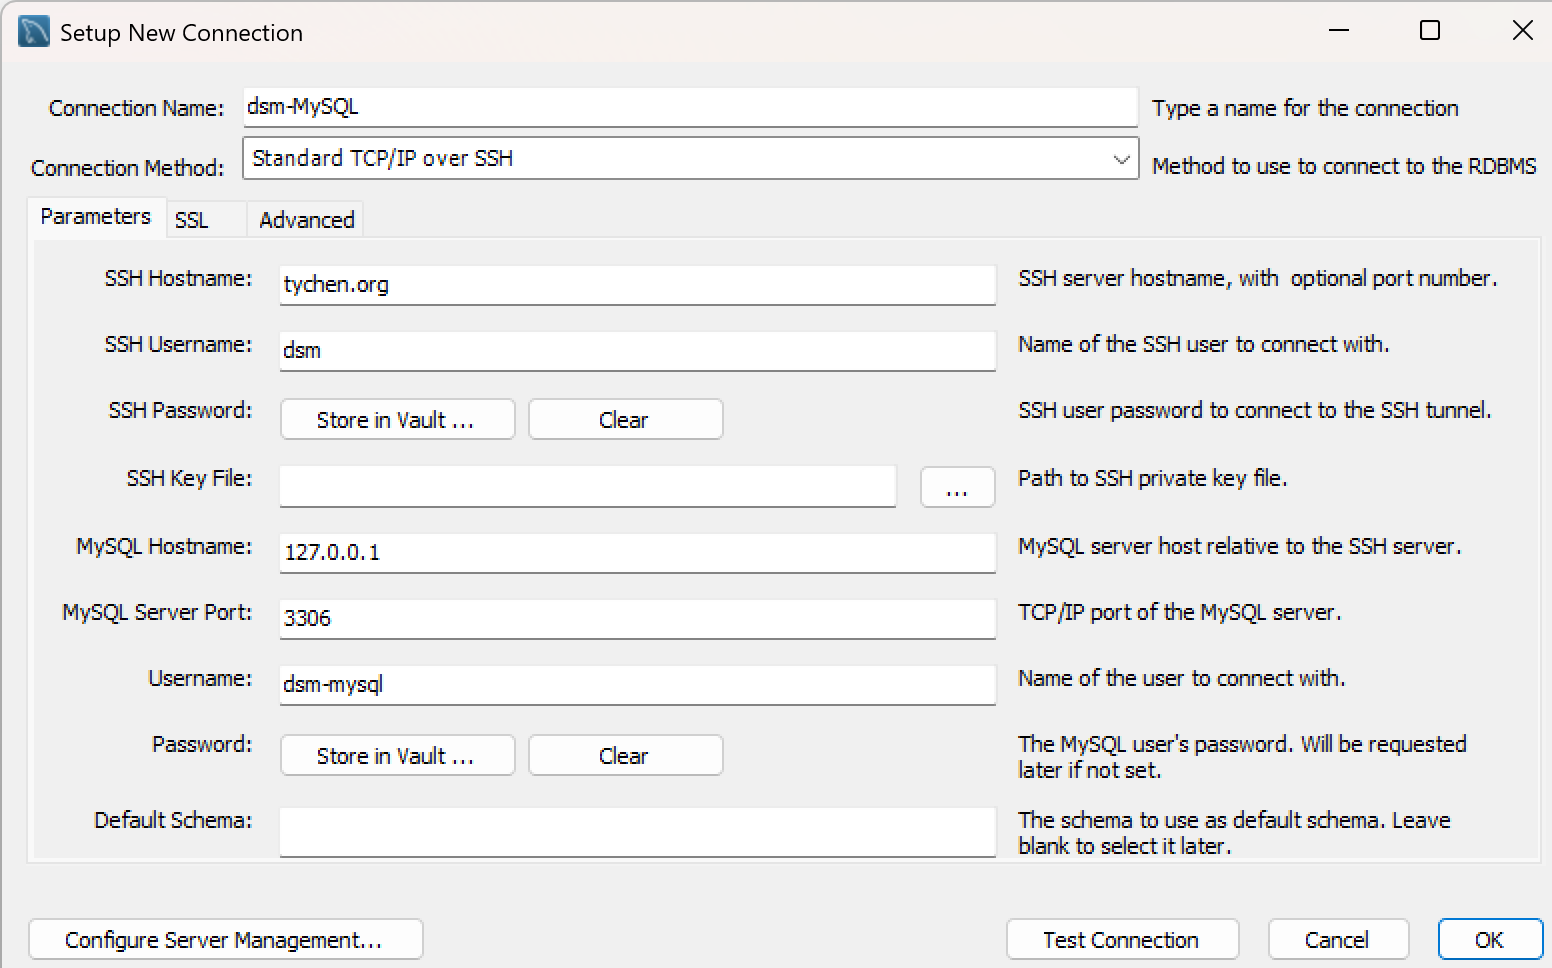 Setup New Connection
Connection Name: dsm-MySQL Type a name for the connection
Connection Method: Standard TCP/IP over SSH Method to use to connect to the RDBMS
Parameters SSL Advanced
SSH Hostname: tychen.org SSH server hostname, with  optional port number.
SSH Username: dsm Name of the SSH user to connect with.
SSH Password: Store in Vault ... Clear SSH user password to connect to the SSH tunnel.
SSH Key File: ... Path to SSH private key file.
MySQL Hostname: 127.0.0.1 MySQL server host relative to the SSH server.
MySQL Server Port: 3306 TCP/IP port of the MySQL server.
Username: dsm-mysql Name of the user to connect with.
Password: Store in Vault ... Clear The MySQL user's password. Will be requested
later if not set.
Default Schema: The schema to use as default schema. Leave
blank to select it later.
Configure Server Management... Test Connection Cancel OK